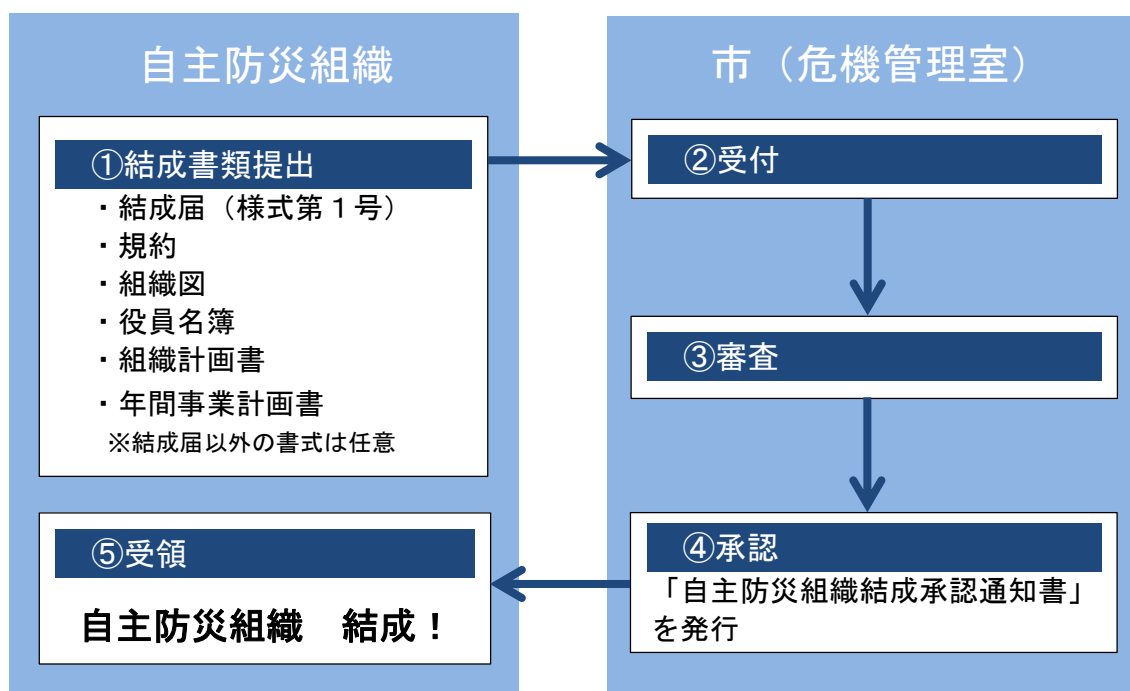 自主防災組織
①結成書類提出
・結成届（様式第１号）
・規約
・組織図
・役員名簿
・組織計画書
・年間事業計画書
※結成届以外の書式は任意
市（危機管理室）
②受付
③審査
④承認
「自主防災組織結成承認通知書」
を発行
⑤受領
自主防災組織　結成！